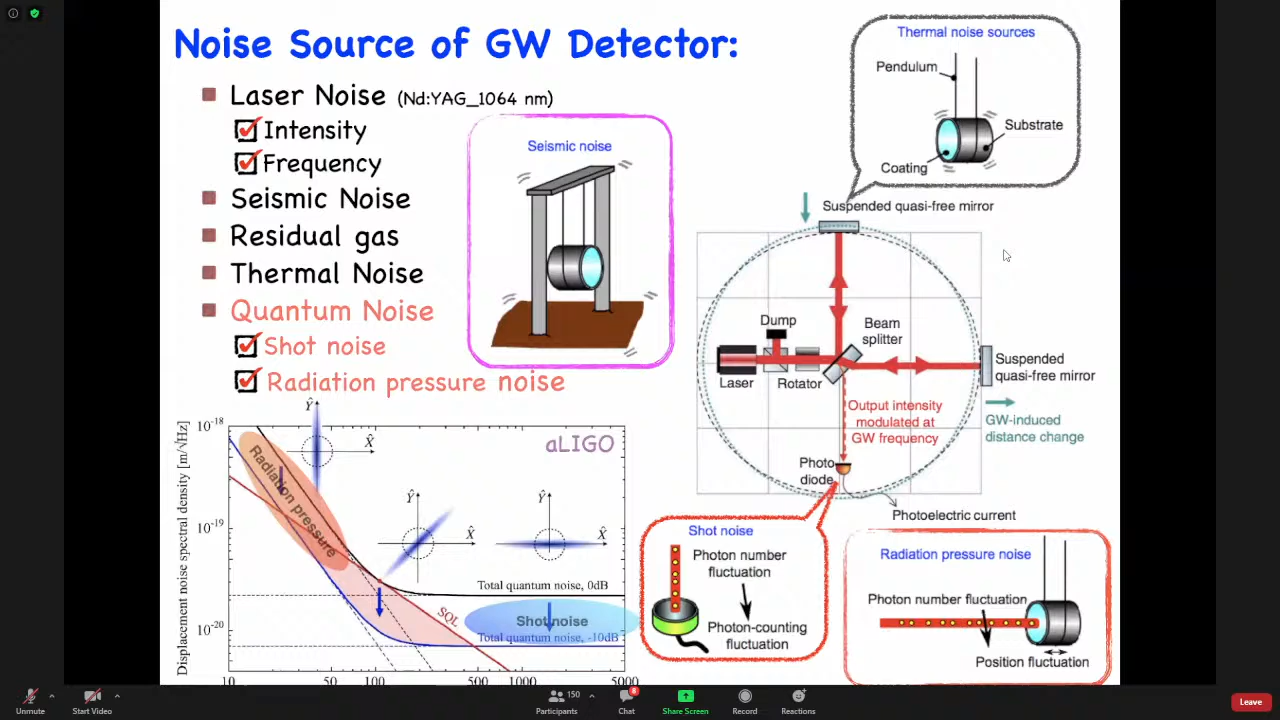 Noise Source of GW Detector:
Laser Noise (Nd:YAG_1064 nm)
Intensity
Frequency
Seismic Noise
Residual gas
Thermal Noise
Quantum Noise
Shot noise
Radiation pressure noise
Seismic noise
Thermal noise sources
Pendulum
Substrate
Coating
Suspended quasi-free mirror
Dump
Beam
splitter
Laser
Rotator
Suspended
quasi-free mirror
Output intensity
modulated at
GW frequency
GW-induced
distance change
Photo
diode
Photoelectric current
Displacement noise spectral density [m/√Hz]
10⁻¹⁸
10⁻¹⁹
10⁻²⁰
Radiation pressure
Ŷ
X̂
aLIGO
Ŷ
X̂
Ŷ
X̂
Total quantum noise, 0dB
SQL
Shot noise
Total quantum noise, -10dB
10 50 100 500 1000 5000
Shot noise
Photon number
fluctuation
Photon-counting
fluctuation
Radiation pressure noise
Photon number fluctuation
Position fluctuation
Unmute
Start Video
150
Participants
8
Chat
Share Screen
Record
Reactions
Leave